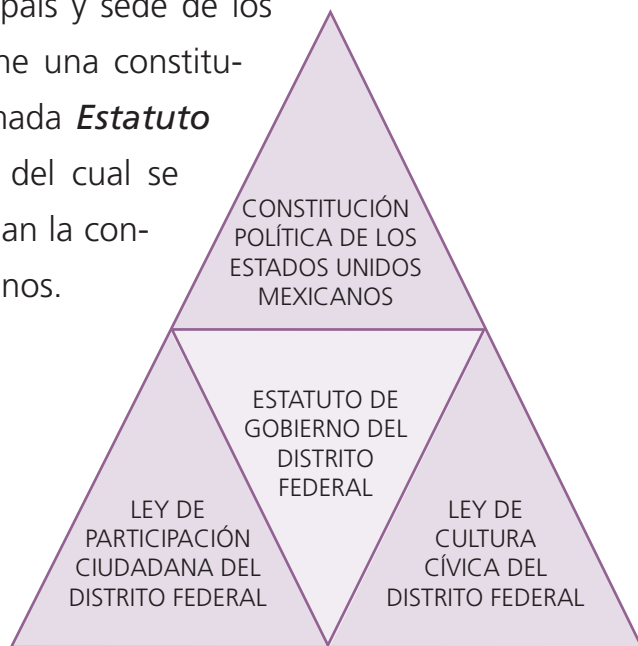 país y sede de los
ne una constitu-
nada Estatuto
del cual se
an la con-
nos.
CONSTITUCIÓN
POLÍTICA DE LOS
ESTADOS UNIDOS
MEXICANOS
ESTATUTO DE
GOBIERNO DEL
DISTRITO
FEDERAL
LEY DE
PARTICIPACIÓN
CIUDADANA DEL
DISTRITO FEDERAL
LEY DE
CULTURA
CÍVICA DEL
DISTRITO FEDERAL